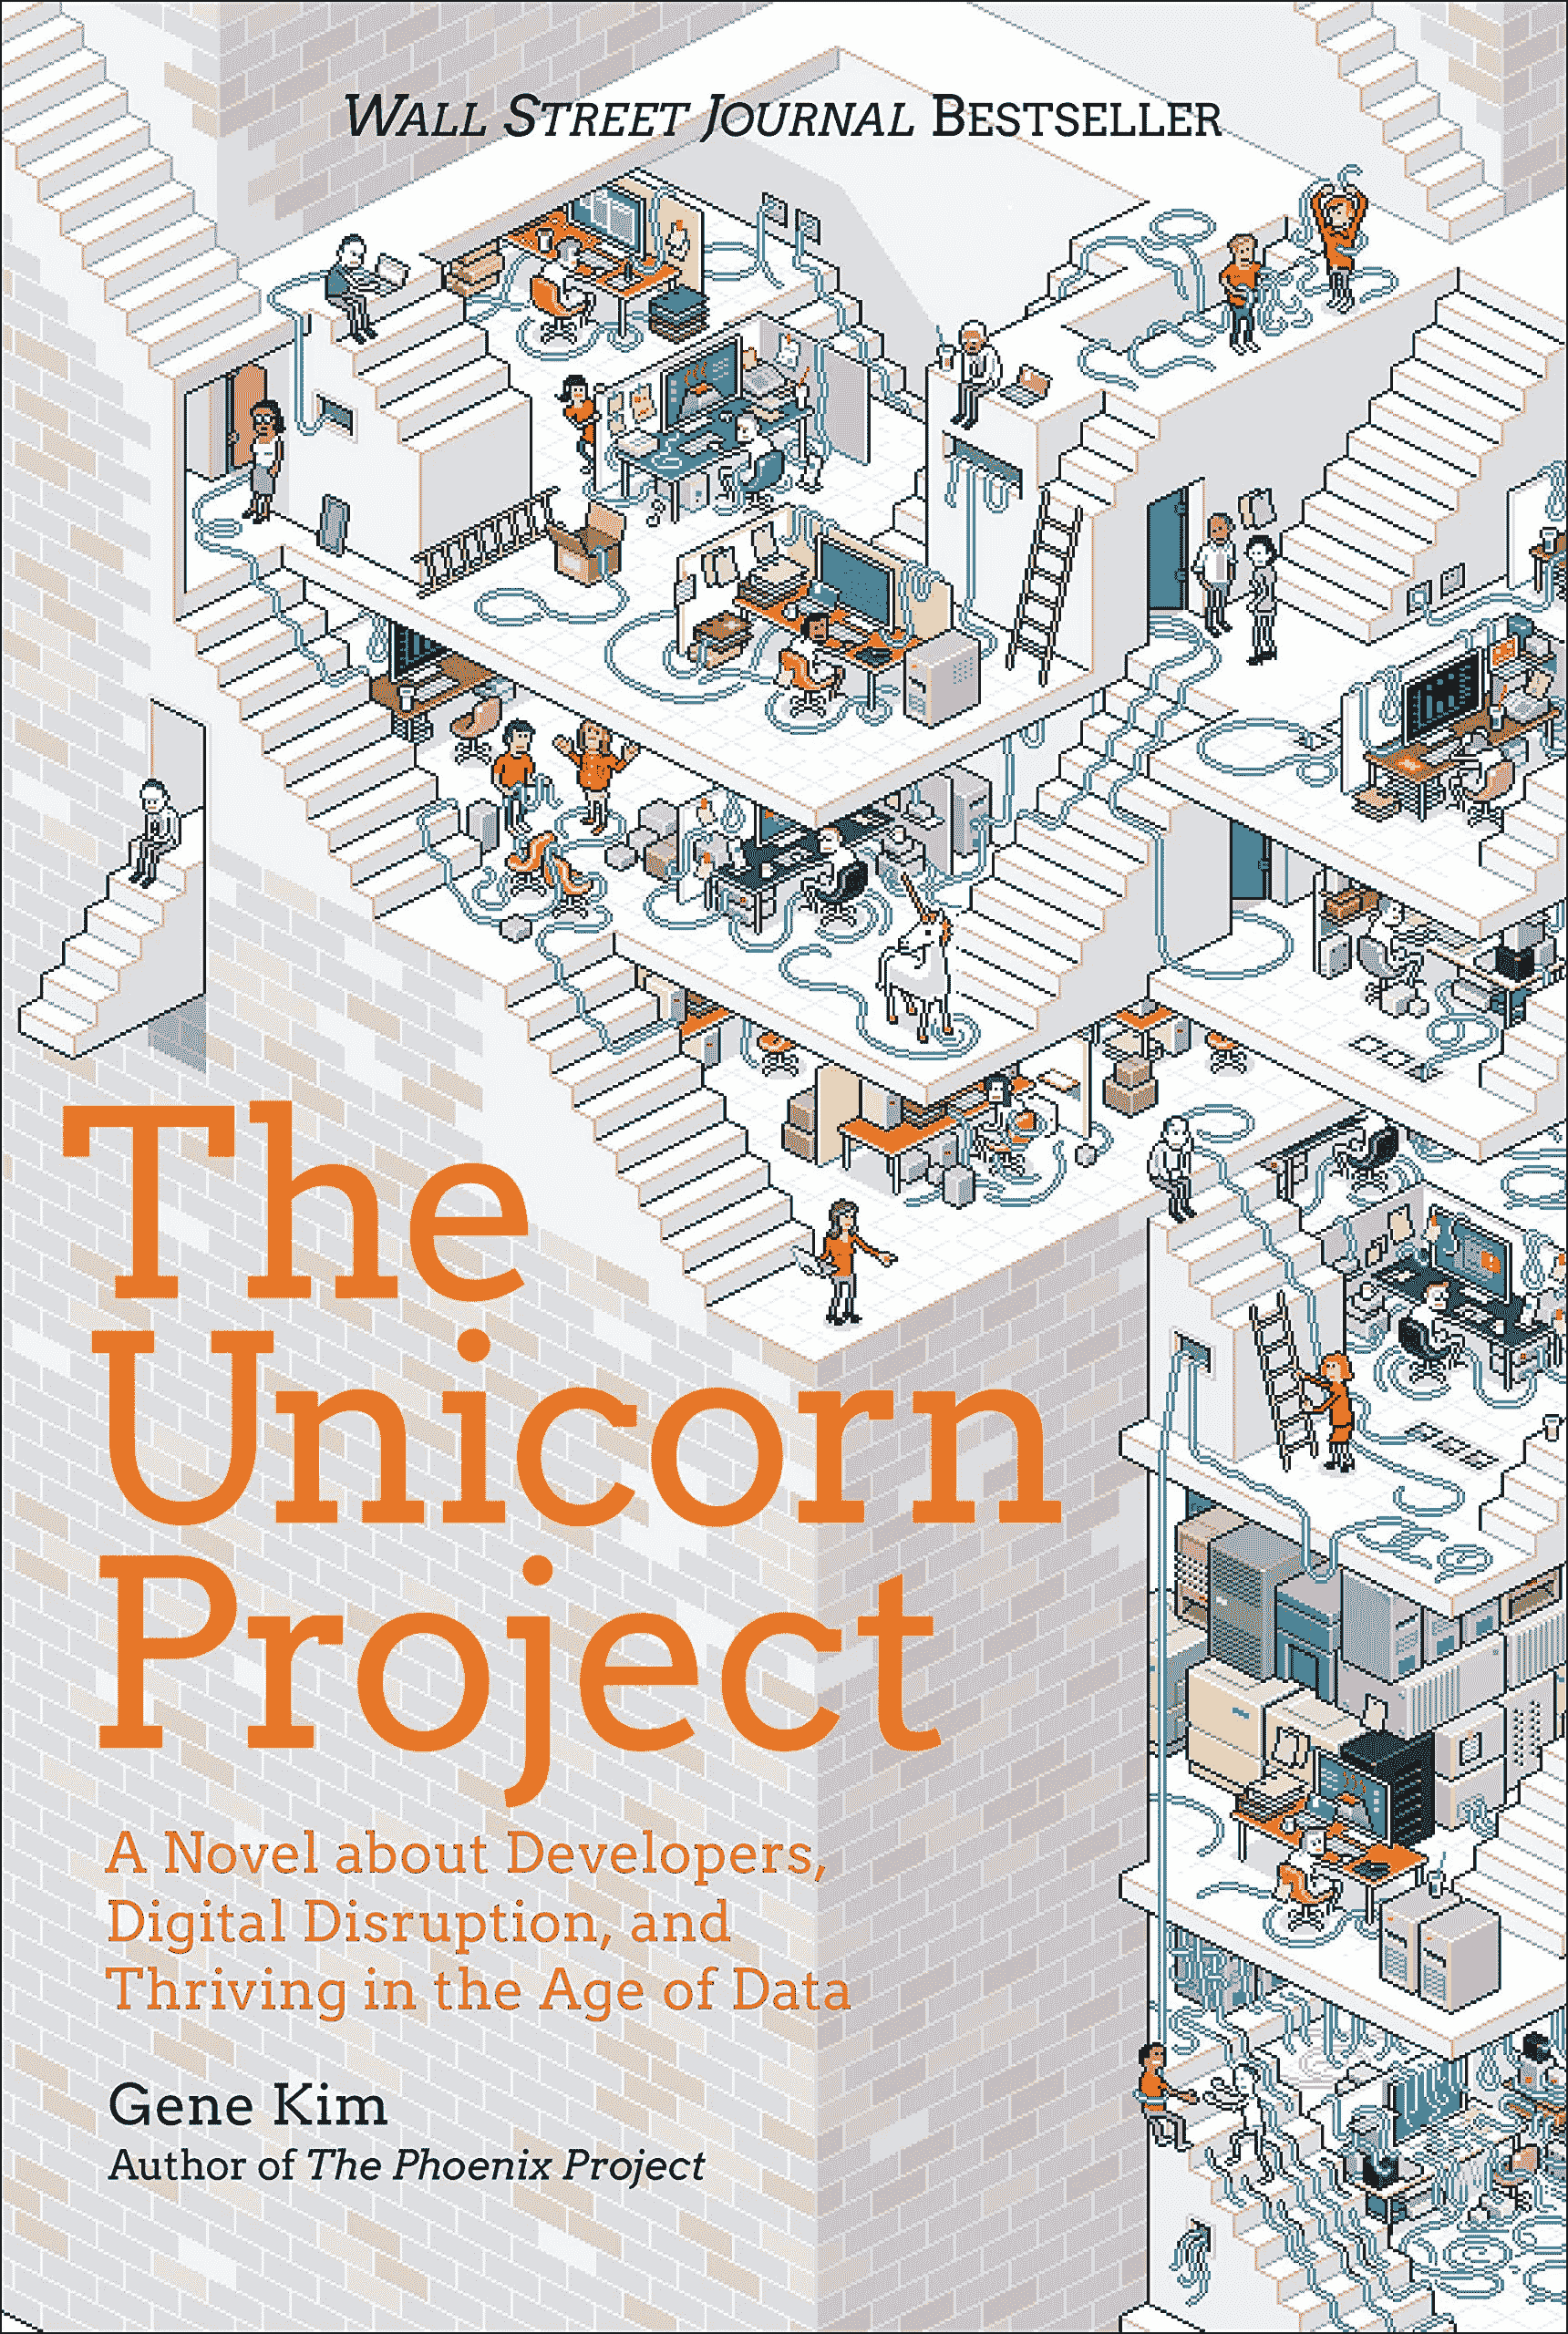 WALL STREET JOURNAL BESTSELLER
The
Unicorn
Project
A Novel about Developers,
Digital Disruption, and
Thriving in the Age of Data
Gene Kim
Author of The Phoenix Project